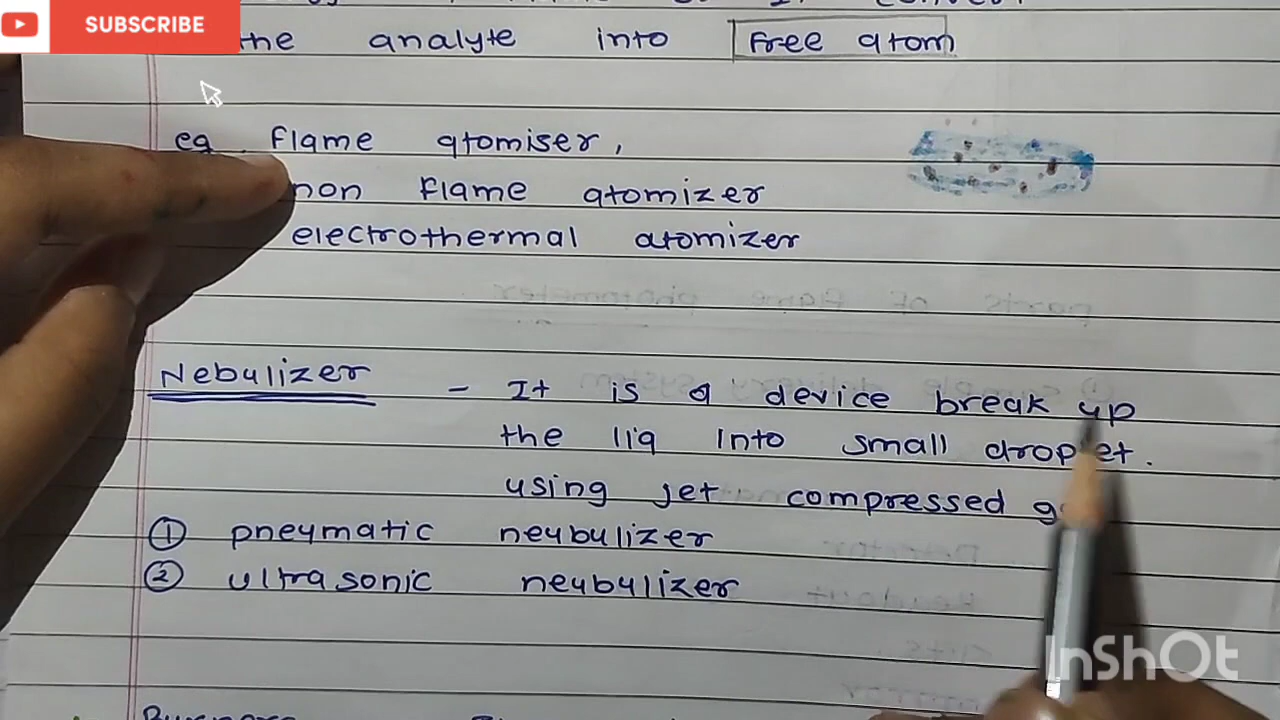 SUBSCRIBE
the analyte into free atom
eg. flame atomiser,
non flame atomizer
electrothermal atomizer
Nebulizer - It is a device break up
the liq into small droplet.
using jet compressed
① pneumatic neubulizer
② ultrasonic neubulizer
InShOt